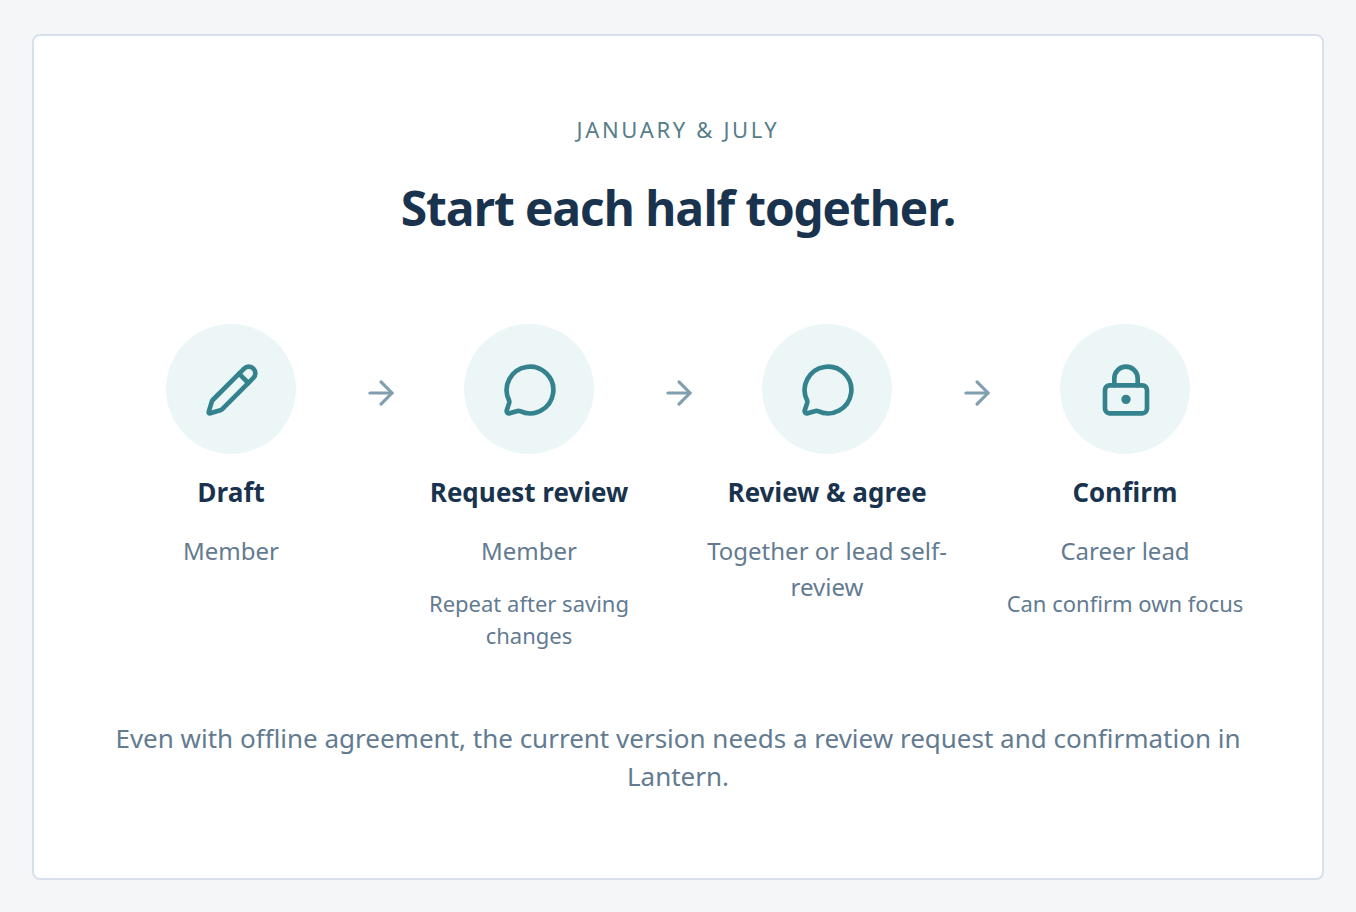 JANUARY & JULY
Start each half together.
Draft
Member
Request review
Member
Repeat after saving
changes
Review & agree
Together or lead self-
review
Confirm
Career lead
Can confirm own focus
Even with offline agreement, the current version needs a review request and confirmation in
Lantern.